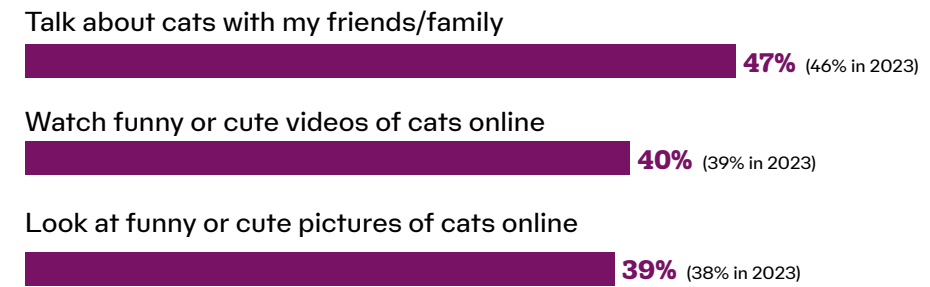 Talk about cats with my friends/family
47% (46% in 2023)
Watch funny or cute videos of cats online
40% (39% in 2023)
Look at funny or cute pictures of cats online
39% (38% in 2023)